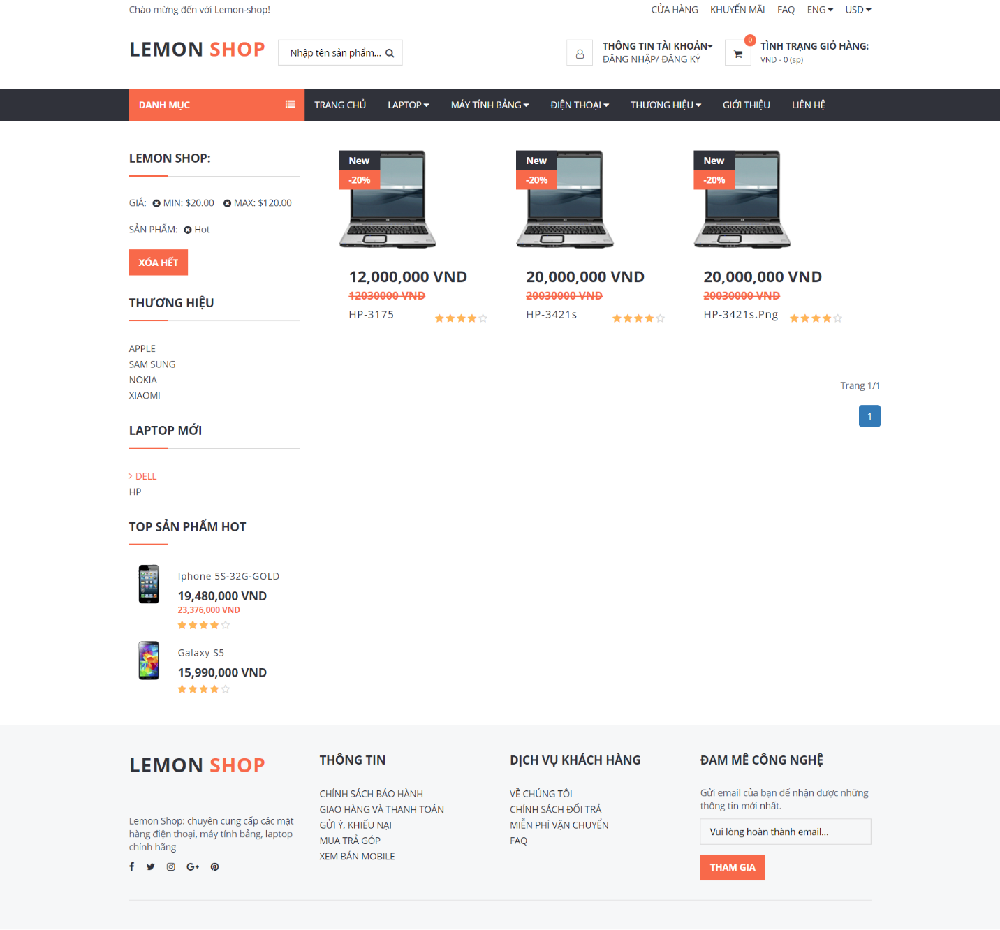 Chào mừng đến với Lemon-shop!
CỬA HÀNG KHUYẾN MÃI FAQ ENG USD
LEMON SHOP
Nhập tên sản phẩm...
THÔNG TIN TÀI KHOẢN
ĐĂNG NHẬP/ ĐĂNG KÝ
0
TÌNH TRẠNG GIỎ HÀNG:
VND - 0 (sp)
DANH MỤC
TRANG CHỦ LAPTOP MÁY TÍNH BẢNG ĐIỆN THOẠI THƯƠNG HIỆU GIỚI THIỆU LIÊN HỆ
LEMON SHOP:
GIÁ: MIN: $20.00 MAX: $120.00
SẢN PHẨM: Hot
XÓA HẾT
THƯƠNG HIỆU
APPLE
SAM SUNG
NOKIA
XIAOMI
LAPTOP MỚI
DELL
HP
TOP SẢN PHẨM HOT
Iphone 5S-32G-GOLD
19,480,000 VND
23,376,000 VND
Galaxy S5
15,990,000 VND
New
-20%
12,000,000 VND
12030000 VND
HP-3175
New
-20%
20,000,000 VND
20030000 VND
HP-3421s
New
-20%
20,000,000 VND
20030000 VND
HP-3421s.Png
Trang 1/1
1
LEMON SHOP
Lemon Shop: chuyên cung cấp các mặt
hàng điện thoại, máy tính bảng, laptop
chính hãng
THÔNG TIN
CHÍNH SÁCH BẢO HÀNH
GIAO HÀNG VÀ THANH TOÁN
GỬI Ý, KHIẾU NẠI
MUA TRẢ GÓP
XEM BÁN MOBILE
DỊCH VỤ KHÁCH HÀNG
VỀ CHÚNG TÔI
CHÍNH SÁCH ĐỔI TRẢ
MIỄN PHÍ VẬN CHUYỂN
FAQ
ĐAM MÊ CÔNG NGHỆ
Gửi email của bạn để nhận được những
thông tin mới nhất.
Vui lòng hoàn thành email...
THAM GIA